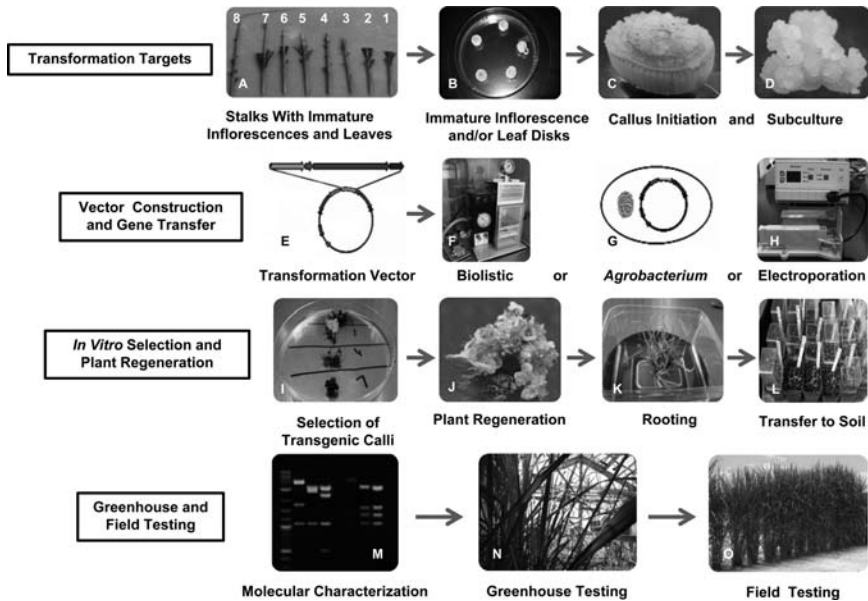 8 7 6 5 4 3 2 1
Transformation Targets
A
B
C
D
Stalks With Immature
Inflorescences and Leaves
Immature Inflorescence
and/or Leaf Disks
Callus Initiation and Subculture
Vector Construction
and Gene Transfer
E
F
G
H
Transformation Vector
Biolistic or Agrobacterium or Electroporation
In Vitro Selection and
Plant Regeneration
I
J
K
L
Selection of
Transgenic Calli
Plant Regeneration
Rooting
Transfer to Soil
Greenhouse and
Field Testing
M
N
O
Molecular Characterization
Greenhouse Testing
Field Testing